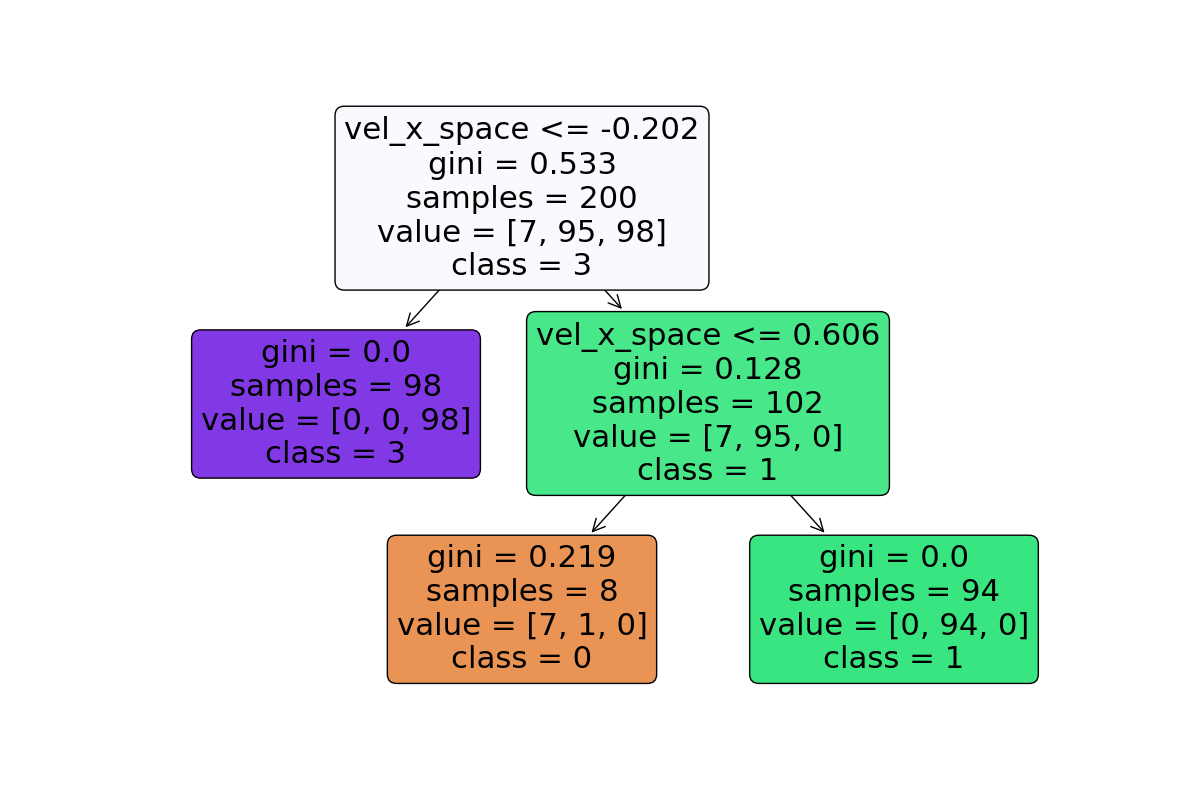 vel_x_space <= -0.202
gini = 0.533
samples = 200
value = [7, 95, 98]
class = 3
gini = 0.0
samples = 98
value = [0, 0, 98]
class = 3
vel_x_space <= 0.606
gini = 0.128
samples = 102
value = [7, 95, 0]
class = 1
gini = 0.219
samples = 8
value = [7, 1, 0]
class = 0
gini = 0.0
samples = 94
value = [0, 94, 0]
class = 1